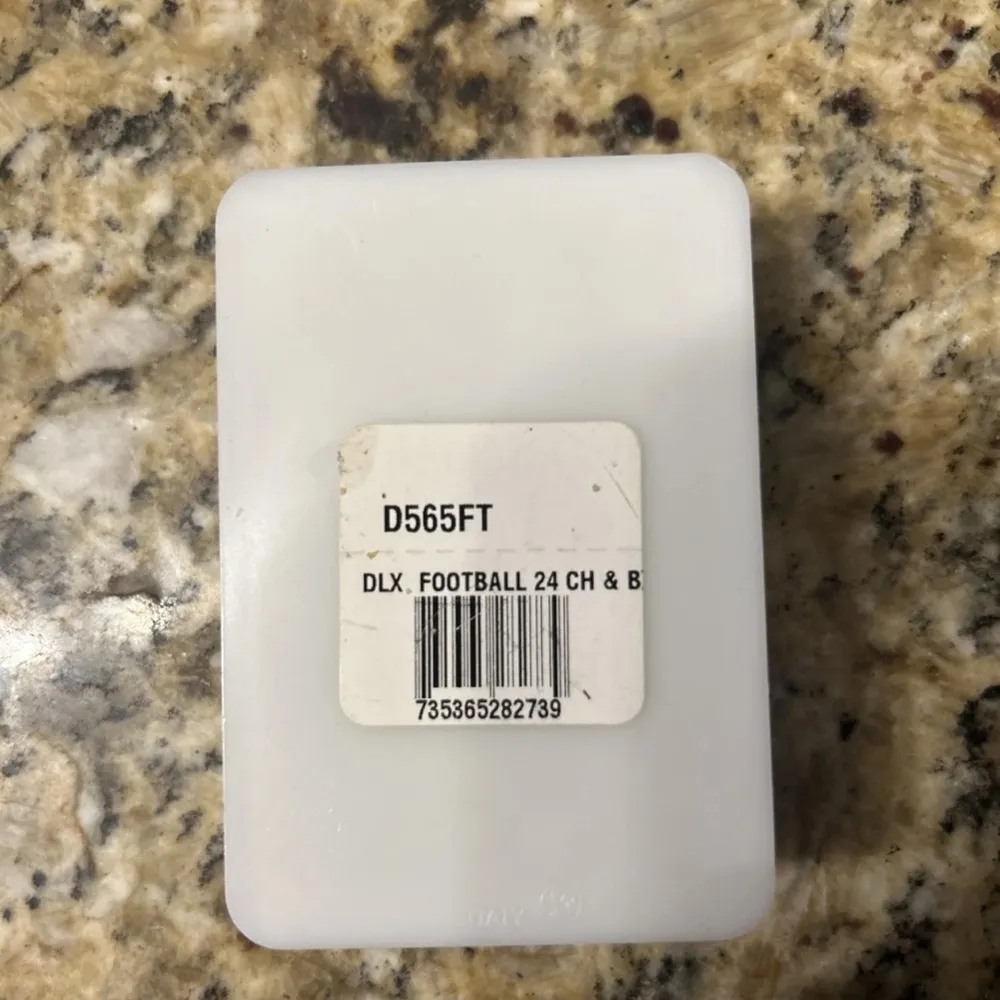 D565FT
DLX. FOOTBALL 24 CH & B
735365282739